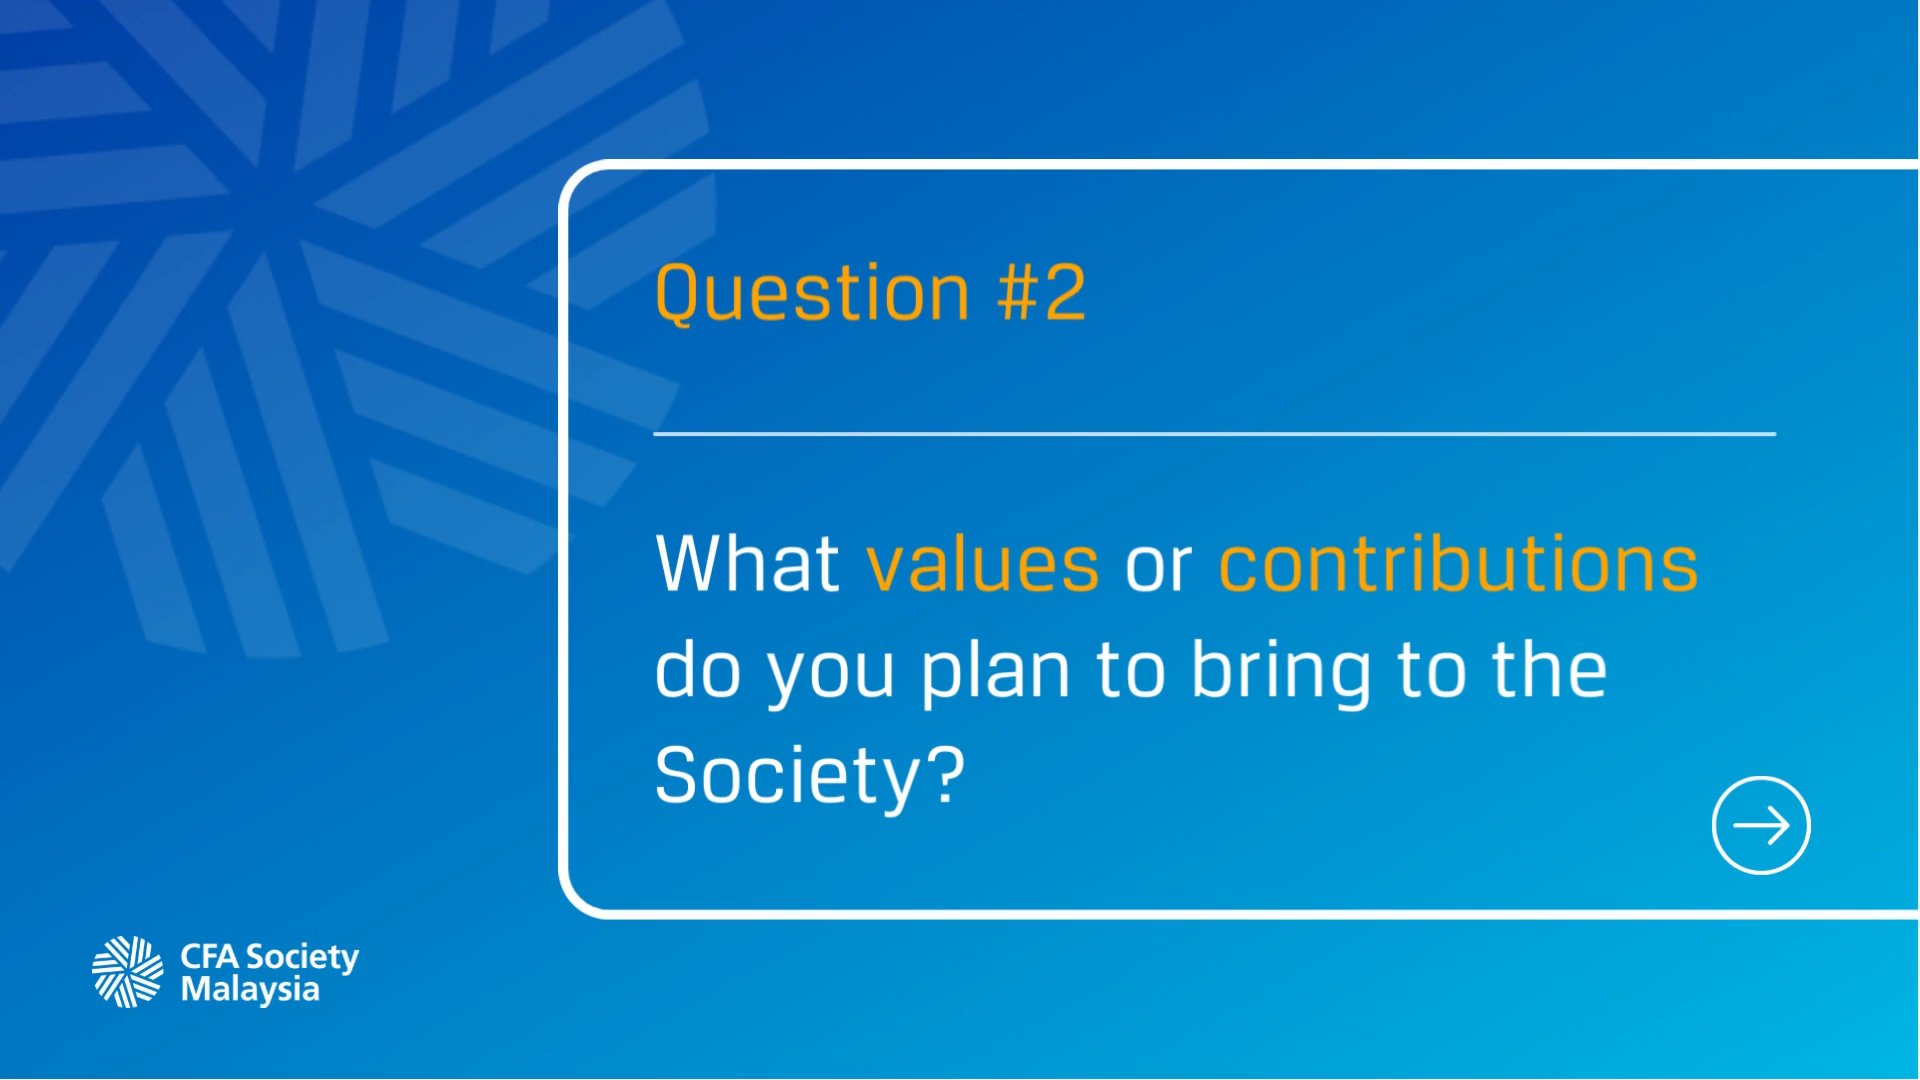 Question #2
What values or contributions
do you plan to bring to the
Society?
CFA Society
Malaysia